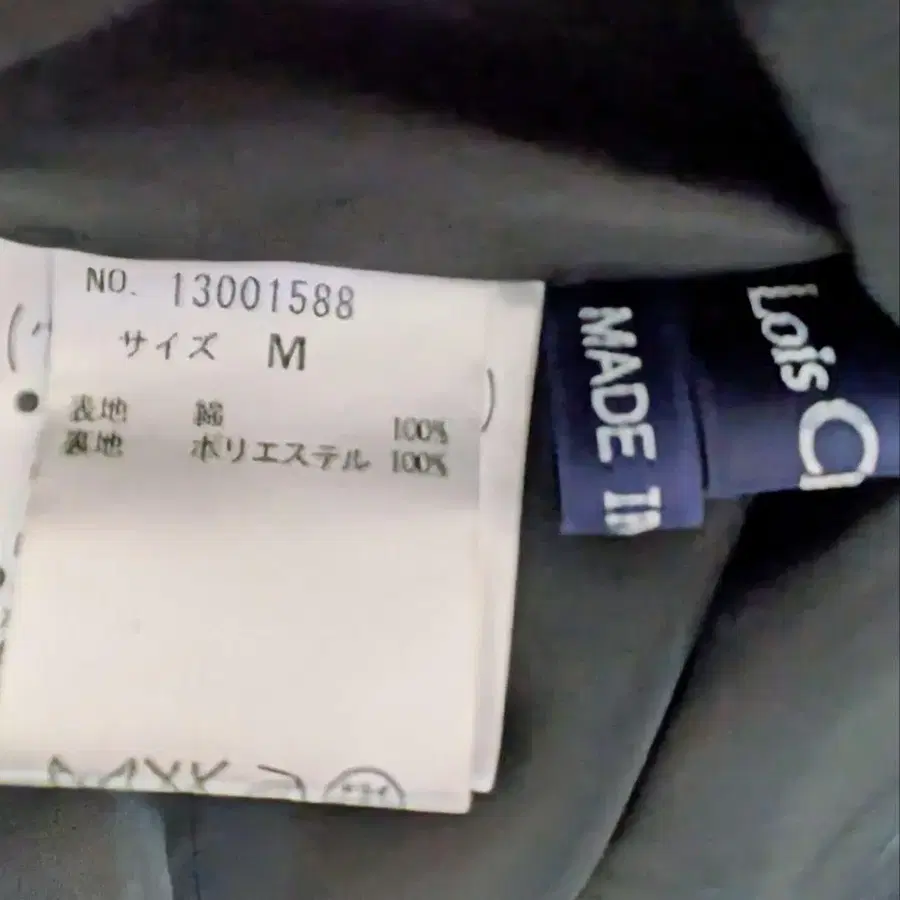 NO. 13001588
サイズ M
表地 綿 100%
裏地 ポリエステル 100%
MADE
Lois